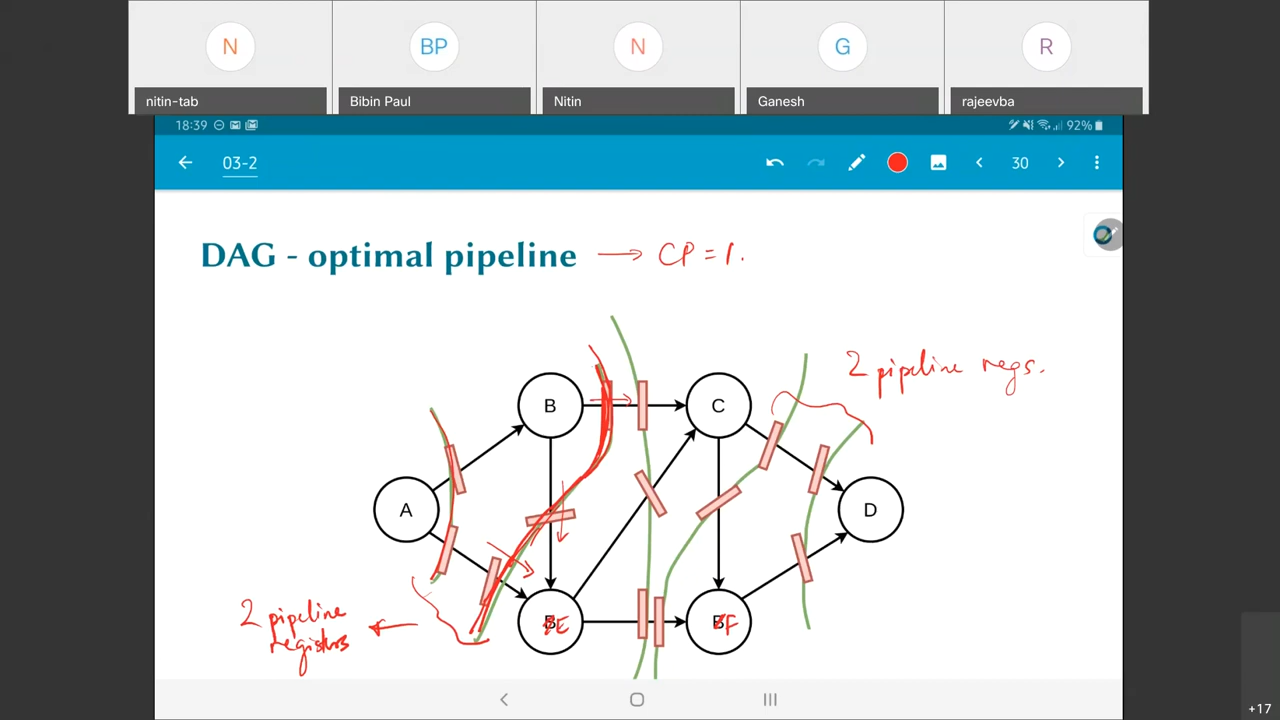 N BP N G R
nitin-tab Bibin Paul Nitin Ganesh rajeevba
18:39 92%
03-2 30
DAG - optimal pipeline → CP = 1.
2 pipeline regs.
B C
A D
2 pipeline
registers
E F
+17